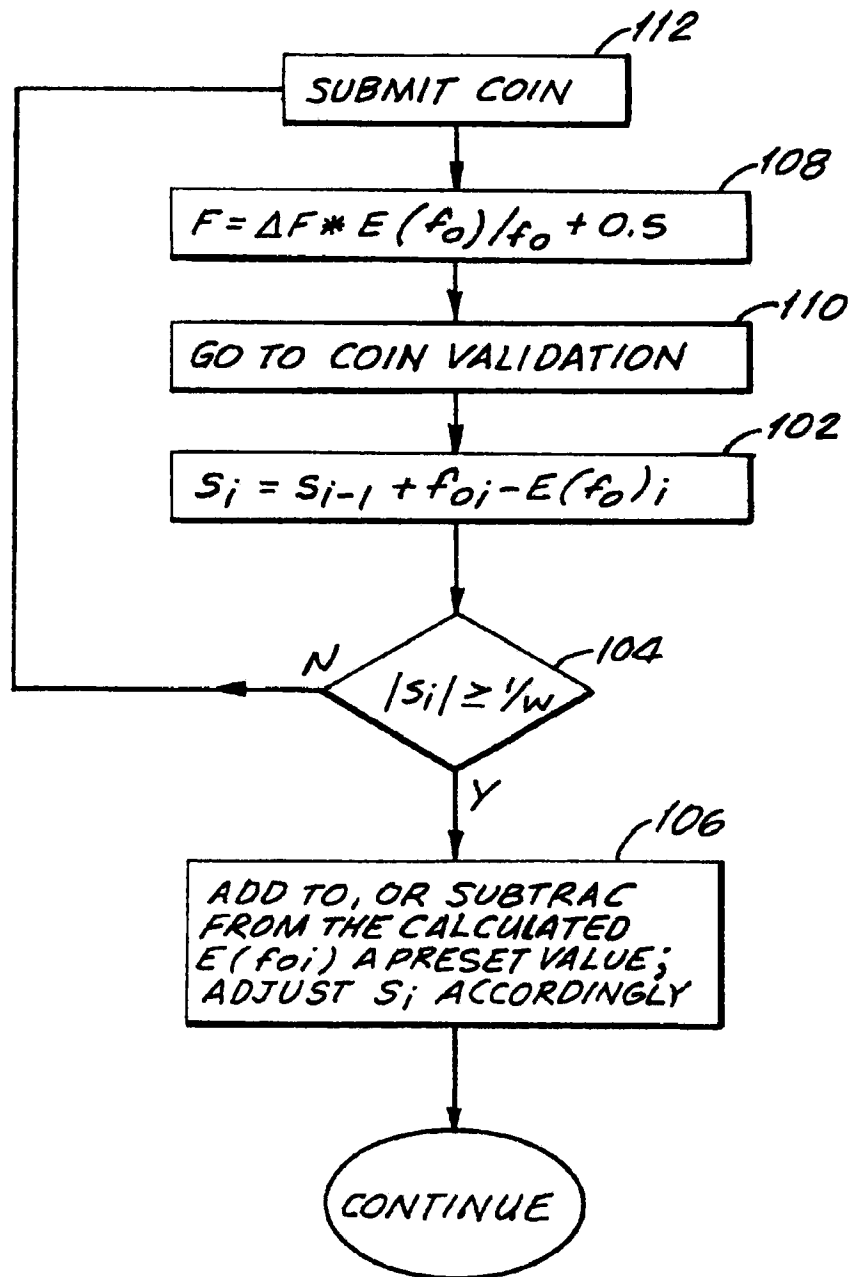 112
SUBMIT COIN
108
F = ΔF * E(f₀)/f₀ + 0.5
110
GO TO COIN VALIDATION
102
Sᵢ = Sᵢ₋₁ + f₀ᵢ - E(f₀)ᵢ
104
N
|Sᵢ| ≥ 1/W
Y
106
ADD TO, OR SUBTRAC
FROM THE CALCULATED
E(foi) A PRESET VALUE;
ADJUST Sᵢ ACCORDINGLY
CONTINUE